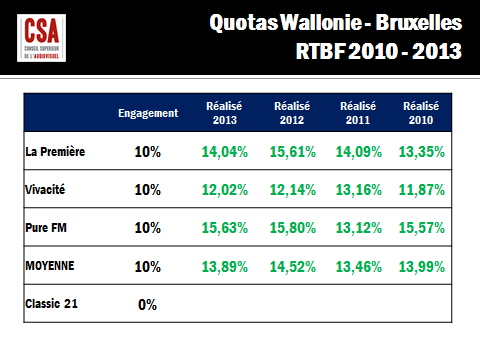 CSA
CONSEIL SUPERIEUR
DE L'AUDIOVISUEL
Quotas Wallonie - Bruxelles
RTBF 2010 - 2013
Engagement Réalisé 2013 Réalisé 2012 Réalisé 2011 Réalisé 2010
La Première 10% 14,04% 15,61% 14,09% 13,35%
Vivacité 10% 12,02% 12,14% 13,16% 11,87%
Pure FM 10% 15,63% 15,80% 13,12% 15,57%
MOYENNE 10% 13,89% 14,52% 13,46% 13,99%
Classic 21 0%